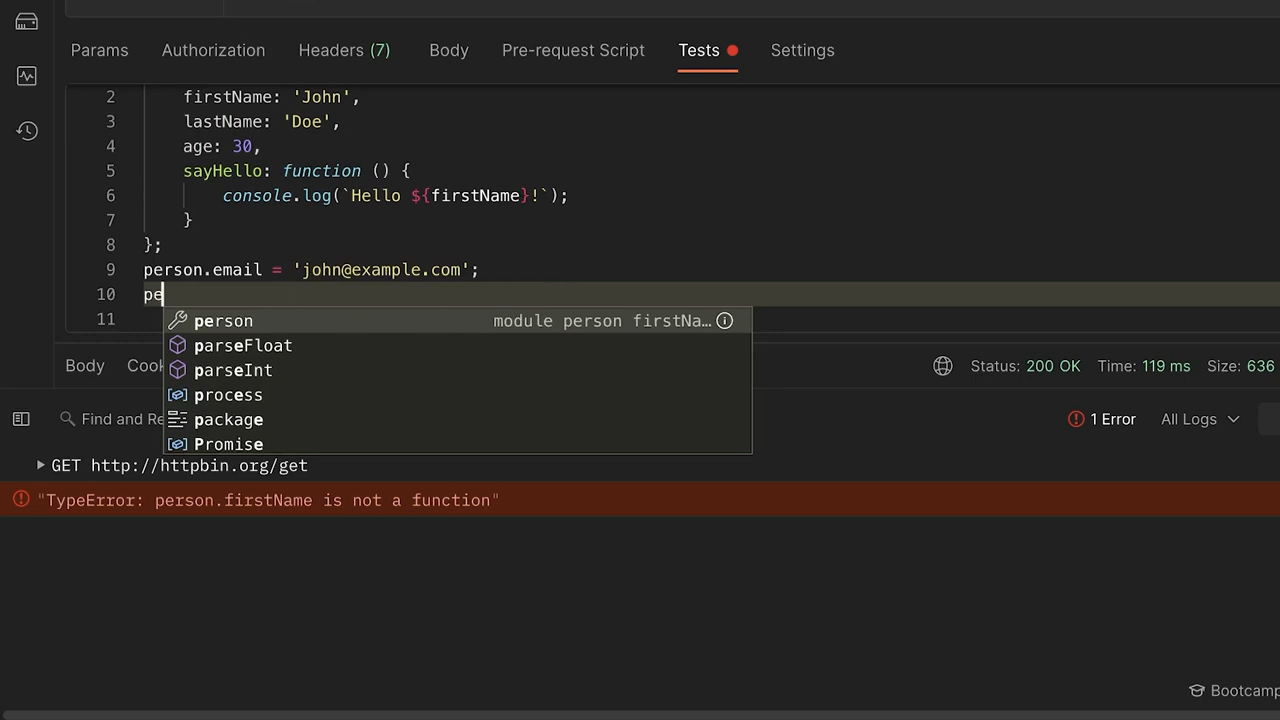 Params Authorization Headers (7) Body Pre-request Script Tests Settings
2 firstName: 'John',
3 lastName: 'Doe',
4 age: 30,
5 sayHello: function () {
6 console.log(`Hello ${firstName}!`);
7 }
8 };
9 person.email = 'john@example.com';
10 pe
11
person module person firstNa…
parseFloat
parseInt
process
package
Promise
Body Cook Status: 200 OK Time: 119 ms Size: 636
Find and Re 1 Error All Logs
GET http://httpbin.org/get
"TypeError: person.firstName is not a function"
Bootcamp